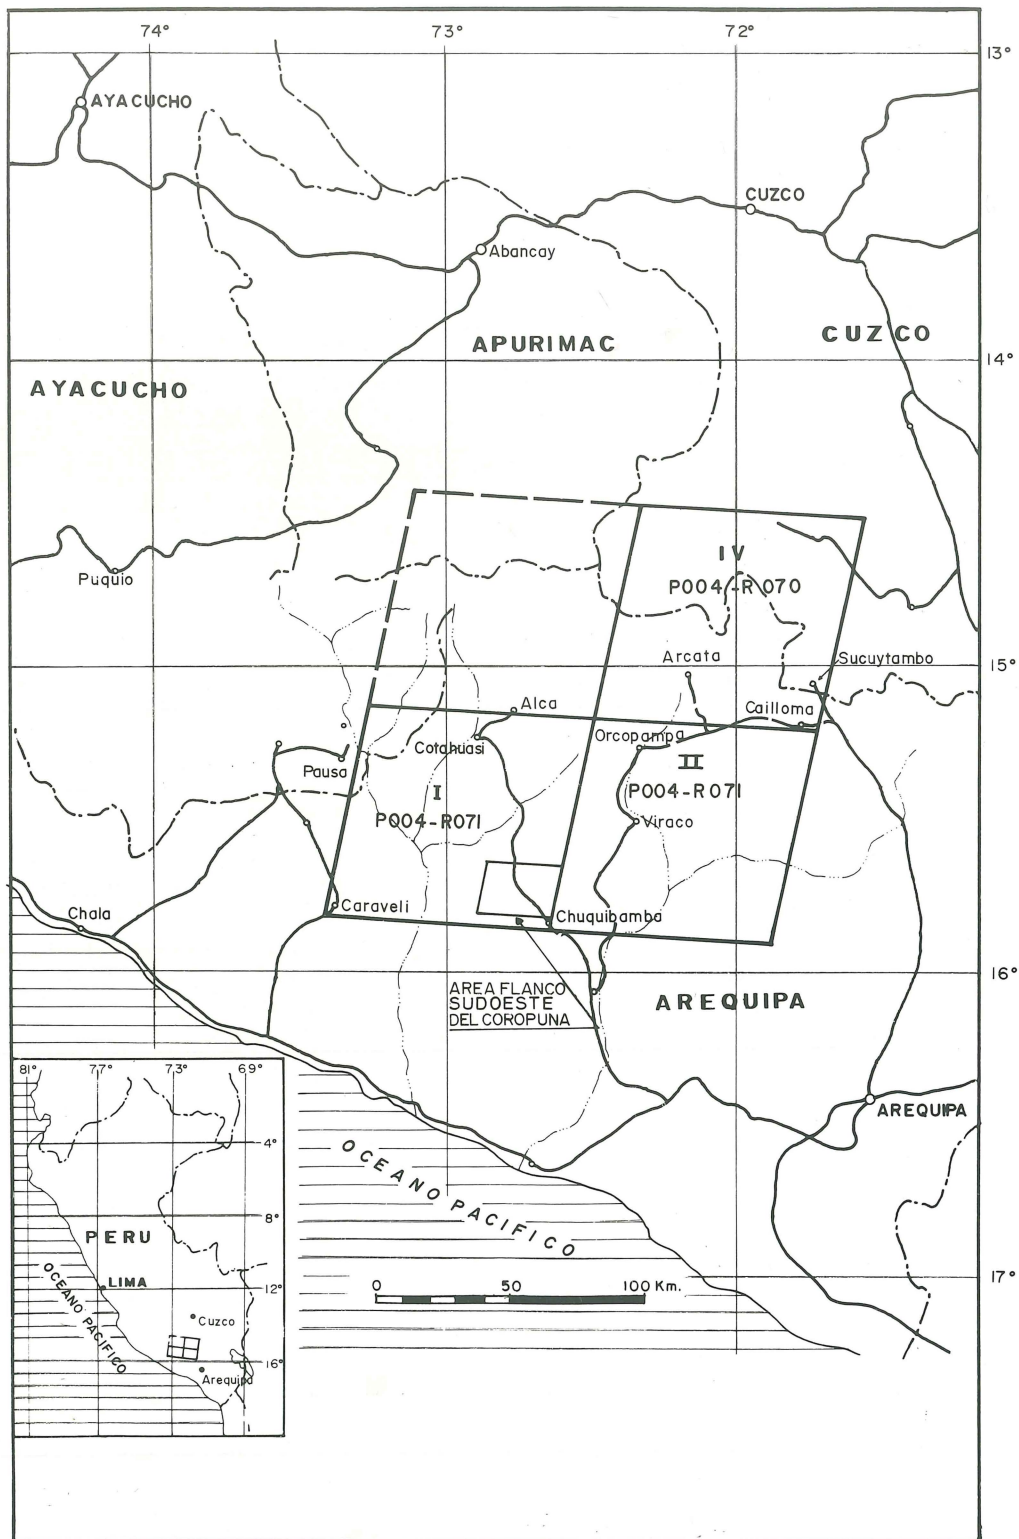 74°
73°
72°
13°
AYACUCHO
CUZCO
Abancay
APURIMAC
CUZCO
14°
AYACUCHO
IV
P004-R070
Puquio
Arcata
15°
Sucuytambo
Alca
Cailloma
Cotahuasi
Orcopampa
II
Pausa
I
P004-R071
P004-R071
Viraco
Caraveli
Chala
Chuquibamba
16°
AREA FLANCO
SUDOESTE
DEL COROPUNA
AREQUIPA
AREQUIPA
OCEANO PACIFICO
0 50 100 Km.
17°
81° 77° 73° 69°
4°
8°
PERU
LIMA
12°
OCEANO PACIFICO
Cuzco
16°
Arequipa